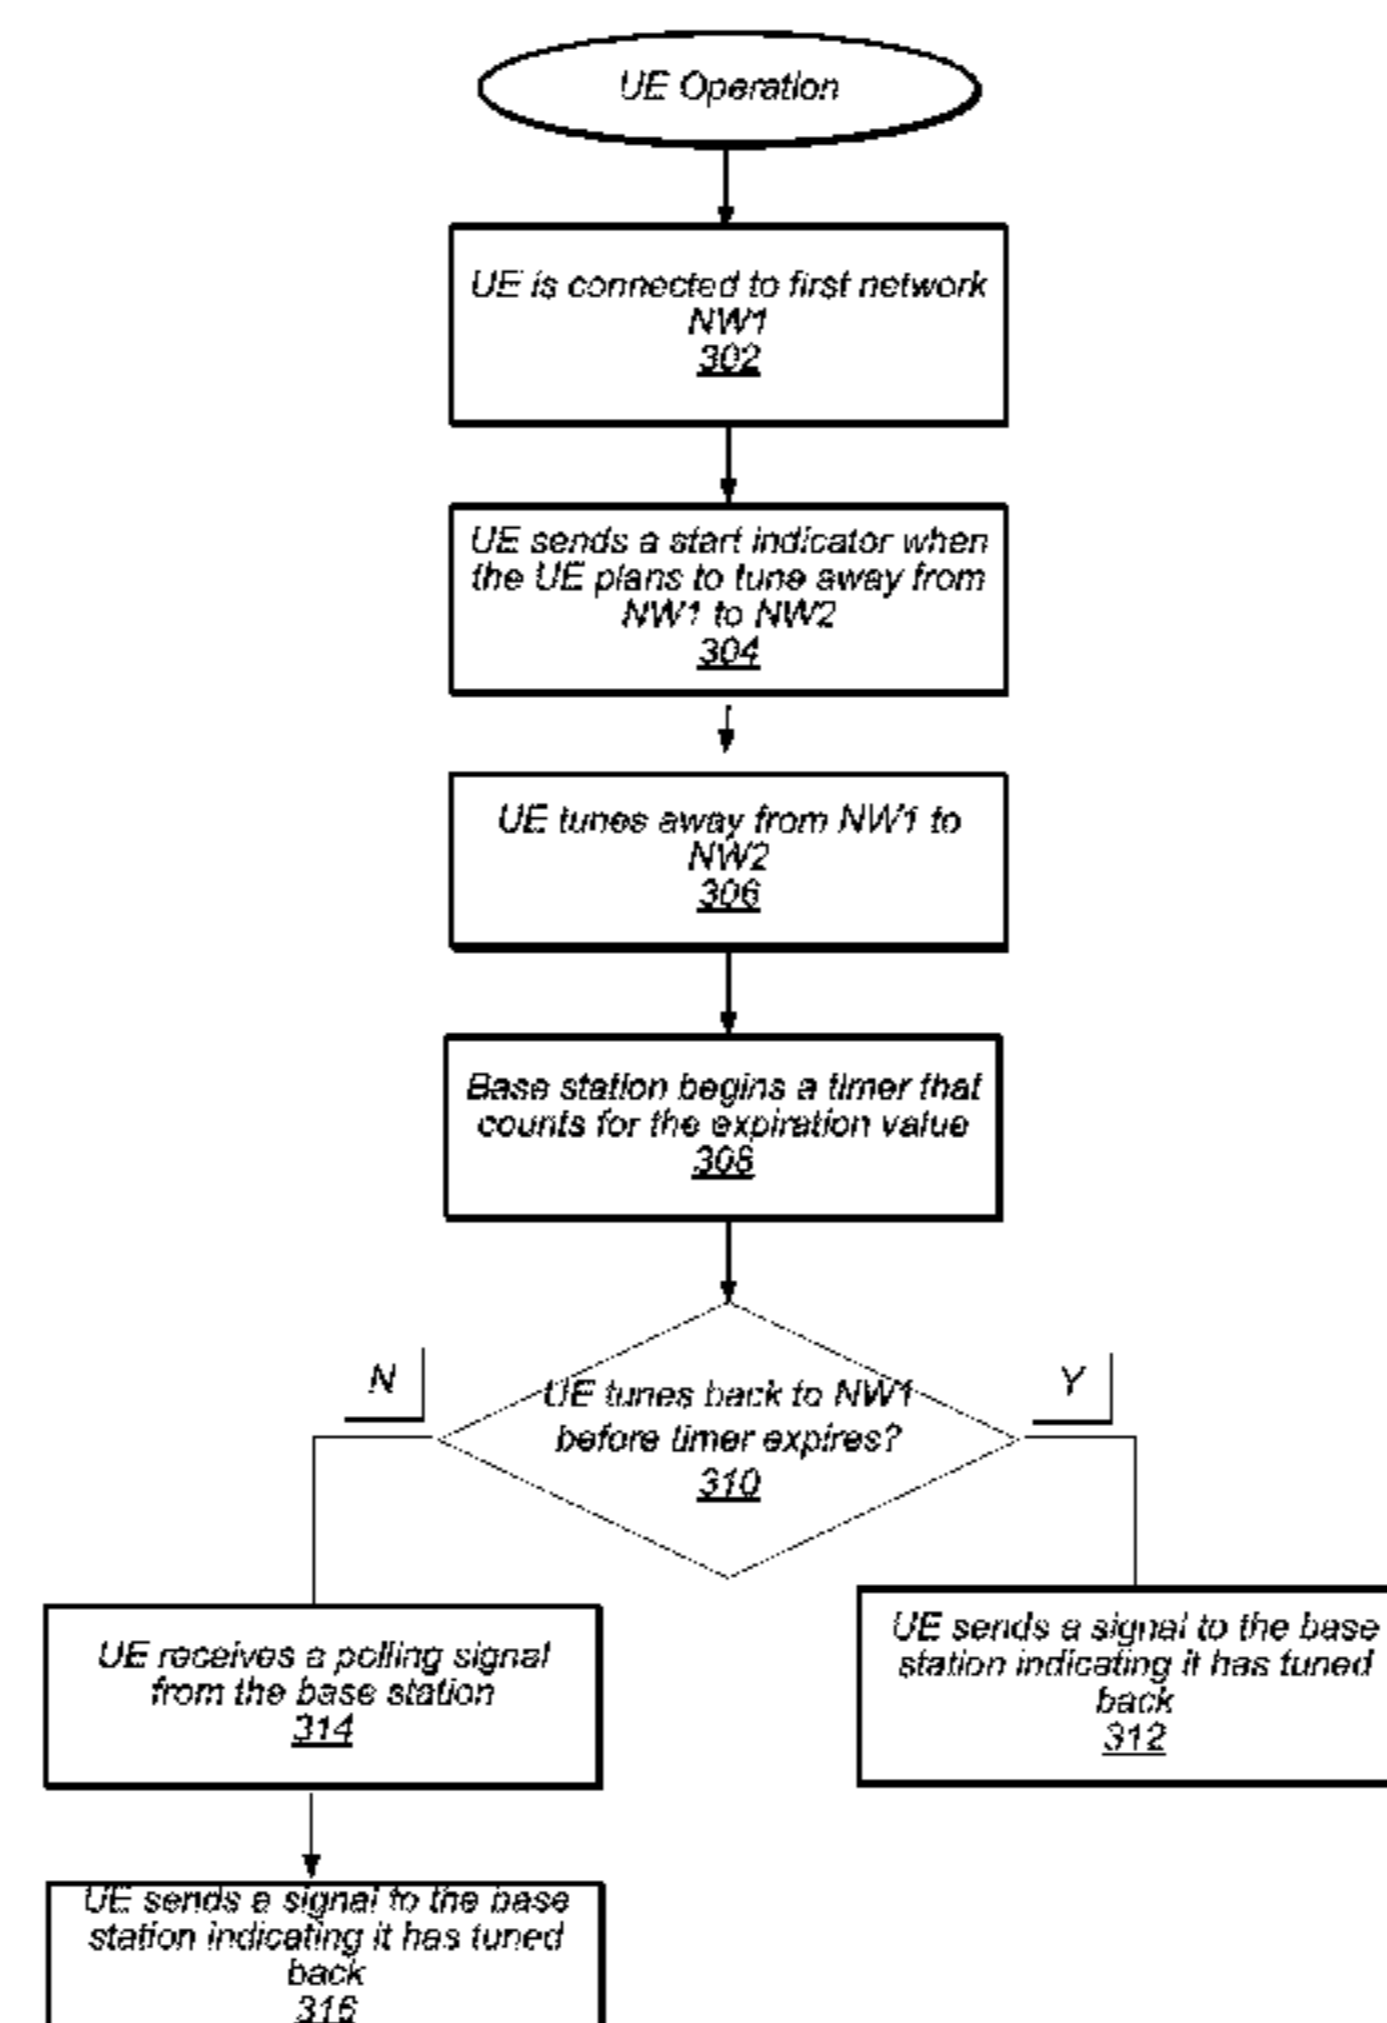 UE Operation
UE is connected to first network
NW1
302
UE sends a start indicator when
the UE plans to tune away from
NW1 to NW2
304
UE tunes away from NW1 to
NW2
306
Base station begins a timer that
counts for the expiration value
308
N
Y
UE tunes back to NW1
before timer expires?
310
UE sends a signal to the base
station indicating it has tuned
back
312
UE receives a polling signal
from the base station
314
UE sends a signal to the base
station indicating it has tuned
back
316